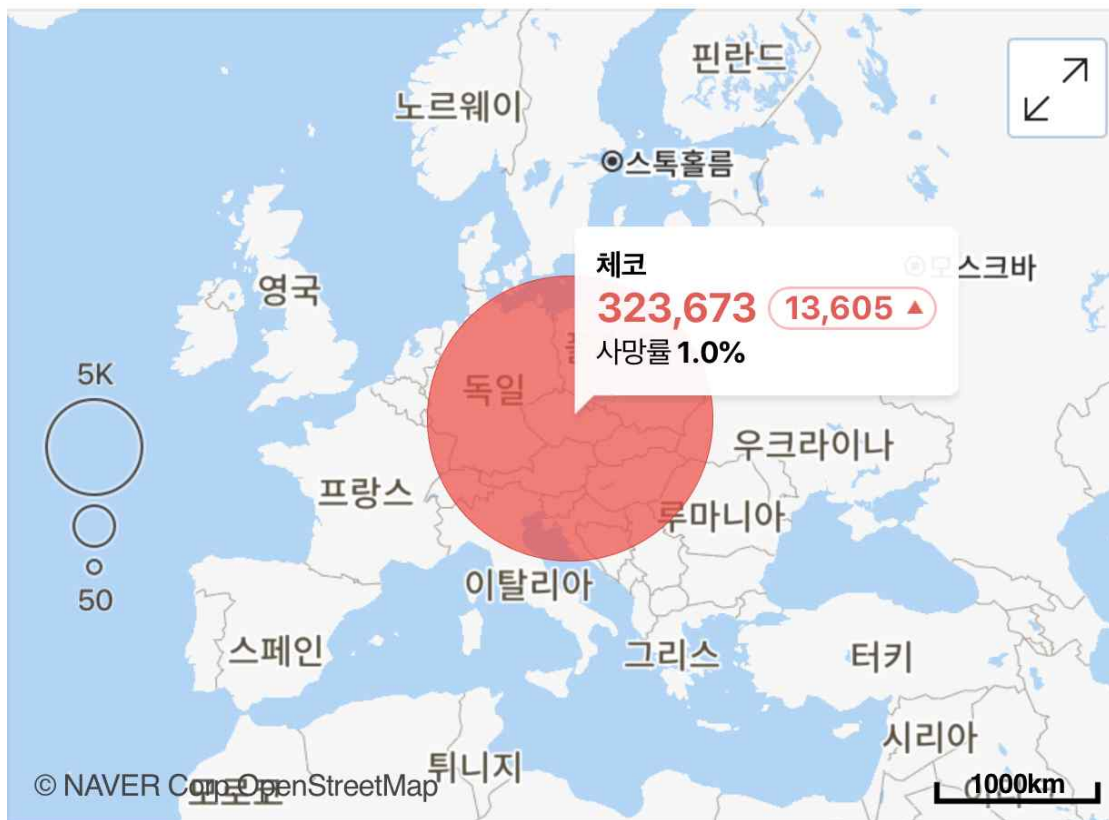 핀란드
노르웨이
스톡홀름
체코
모스크바
323,673 13,605 ▲
사망률 1.0%
영국
5K
독일
우크라이나
프랑스
루마니아
이탈리아
50
스페인
그리스
터키
시리아
튀니지
© NAVER Corp. OpenStreetMap
모로코
1000km